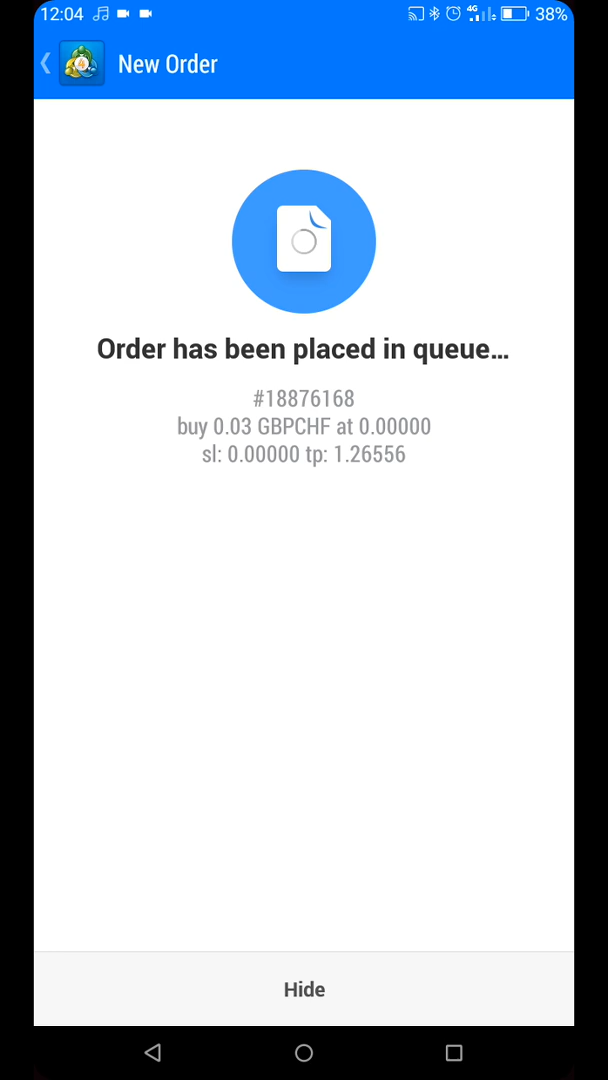 12:04
4G
38%
New Order
Order has been placed in queue...
#18876168
buy 0.03 GBPCHF at 0.00000
sl: 0.00000 tp: 1.26556
Hide